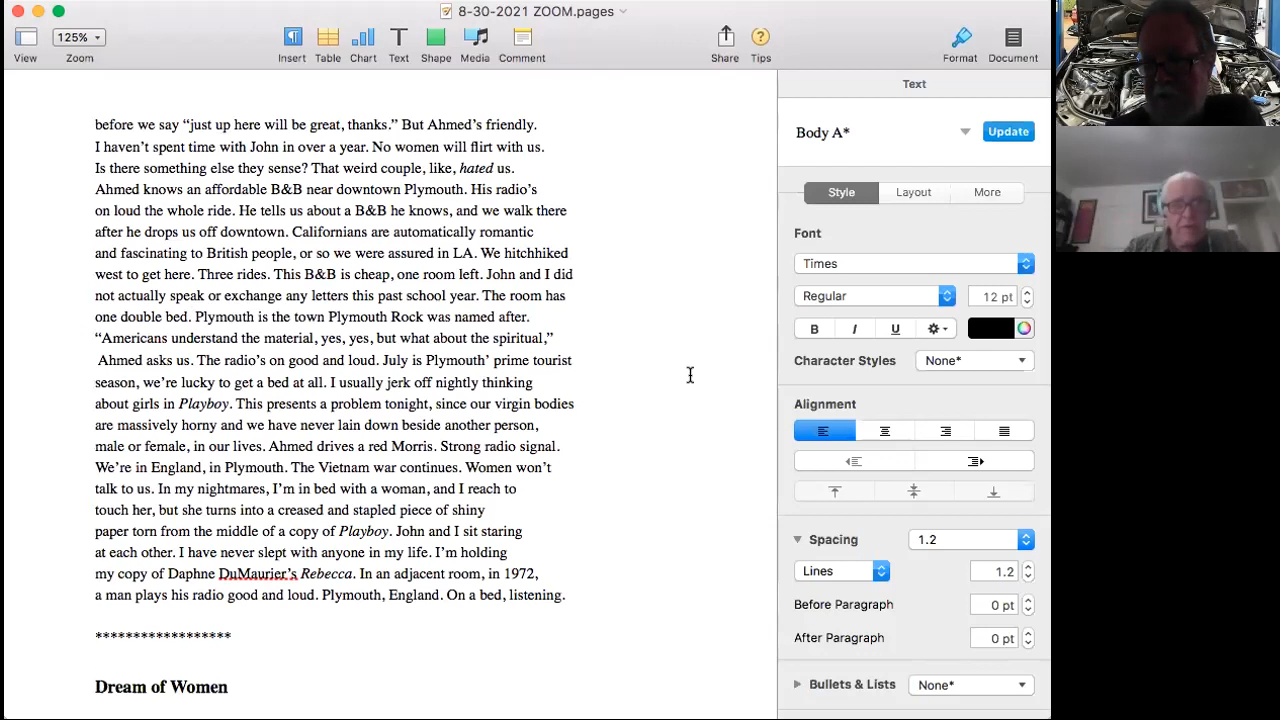 8-30-2021 ZOOM.pages
125%
View
Zoom
Insert
Table
Chart
Text
Shape
Media
Comment
Share
Tips
Format
Document
before we say “just up here will be great, thanks.” But Ahmed’s friendly.
I haven’t spent time with John in over a year. No women will flirt with us.
Is there something else they sense? That weird couple, like, hated us.
Ahmed knows an affordable B&B near downtown Plymouth. His radio’s
on loud the whole ride. He tells us about a B&B he knows, and we walk there
after he drops us off downtown. Californians are automatically romantic
and fascinating to British people, or so we were assured in LA. We hitchhiked
west to get here. Three rides. This B&B is cheap, one room left. John and I did
not actually speak or exchange any letters this past school year. The room has
one double bed. Plymouth is the town Plymouth Rock was named after.
“Americans understand the material, yes, yes, but what about the spiritual,”
Ahmed asks us. The radio’s on good and loud. July is Plymouth’ prime tourist
season, we’re lucky to get a bed at all. I usually jerk off nightly thinking
about girls in Playboy. This presents a problem tonight, since our virgin bodies
are massively horny and we have never lain down beside another person,
male or female, in our lives. Ahmed drives a red Morris. Strong radio signal.
We’re in England, in Plymouth. The Vietnam war continues. Women won’t
talk to us. In my nightmares, I’m in bed with a woman, and I reach to
touch her, but she turns into a creased and stapled piece of shiny
paper torn from the middle of a copy of Playboy. John and I sit staring
at each other. I have never slept with anyone in my life. I’m holding
my copy of Daphne DuMaurier’s Rebecca. In an adjacent room, in 1972,
a man plays his radio good and loud. Plymouth, England. On a bed, listening.
******************
Dream of Women
Text
Body A*
Update
Style
Layout
More
Font
Times
Regular
12 pt
B
I
U
Character Styles
None*
Alignment
Spacing
1.2
Lines
1.2
Before Paragraph
0 pt
After Paragraph
0 pt
Bullets & Lists
None*